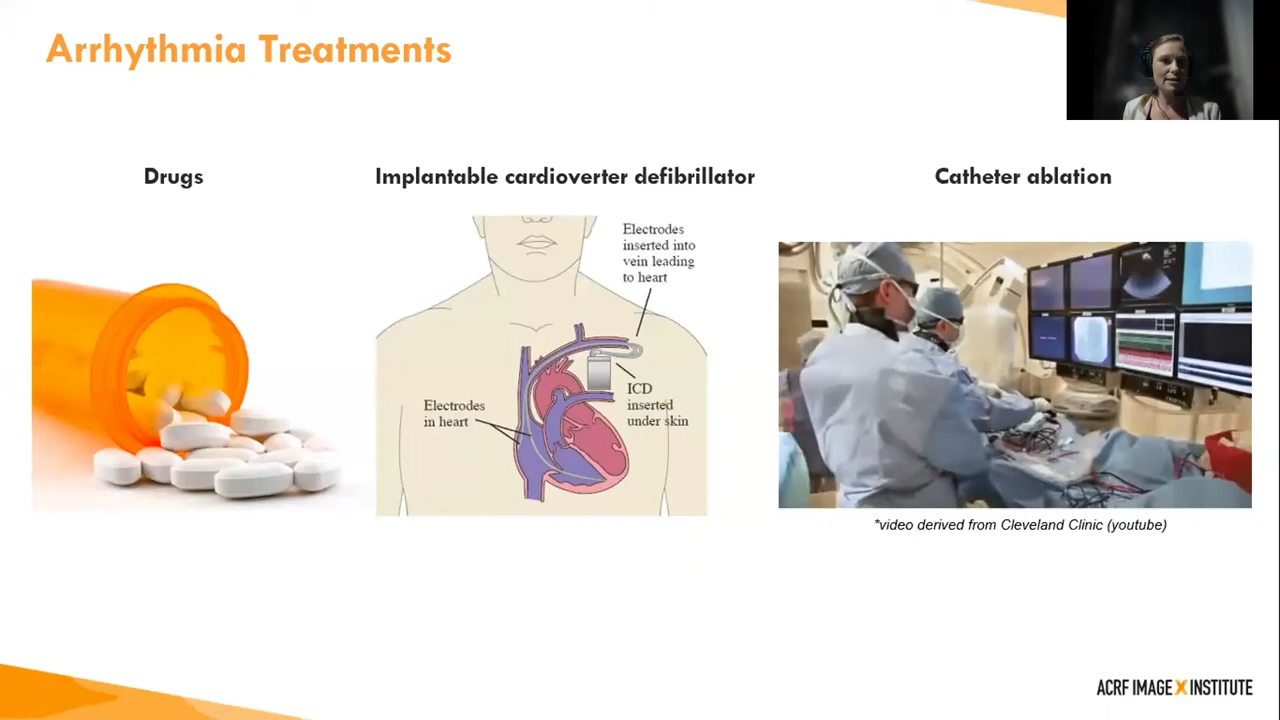 Arrhythmia Treatments
Drugs
Implantable cardioverter defibrillator
Catheter ablation
Electrodes
inserted into
vein leading
to heart
ICD
inserted
under skin
Electrodes
in heart
*video derived from Cleveland Clinic (youtube)
ACRF IMAGE X INSTITUTE